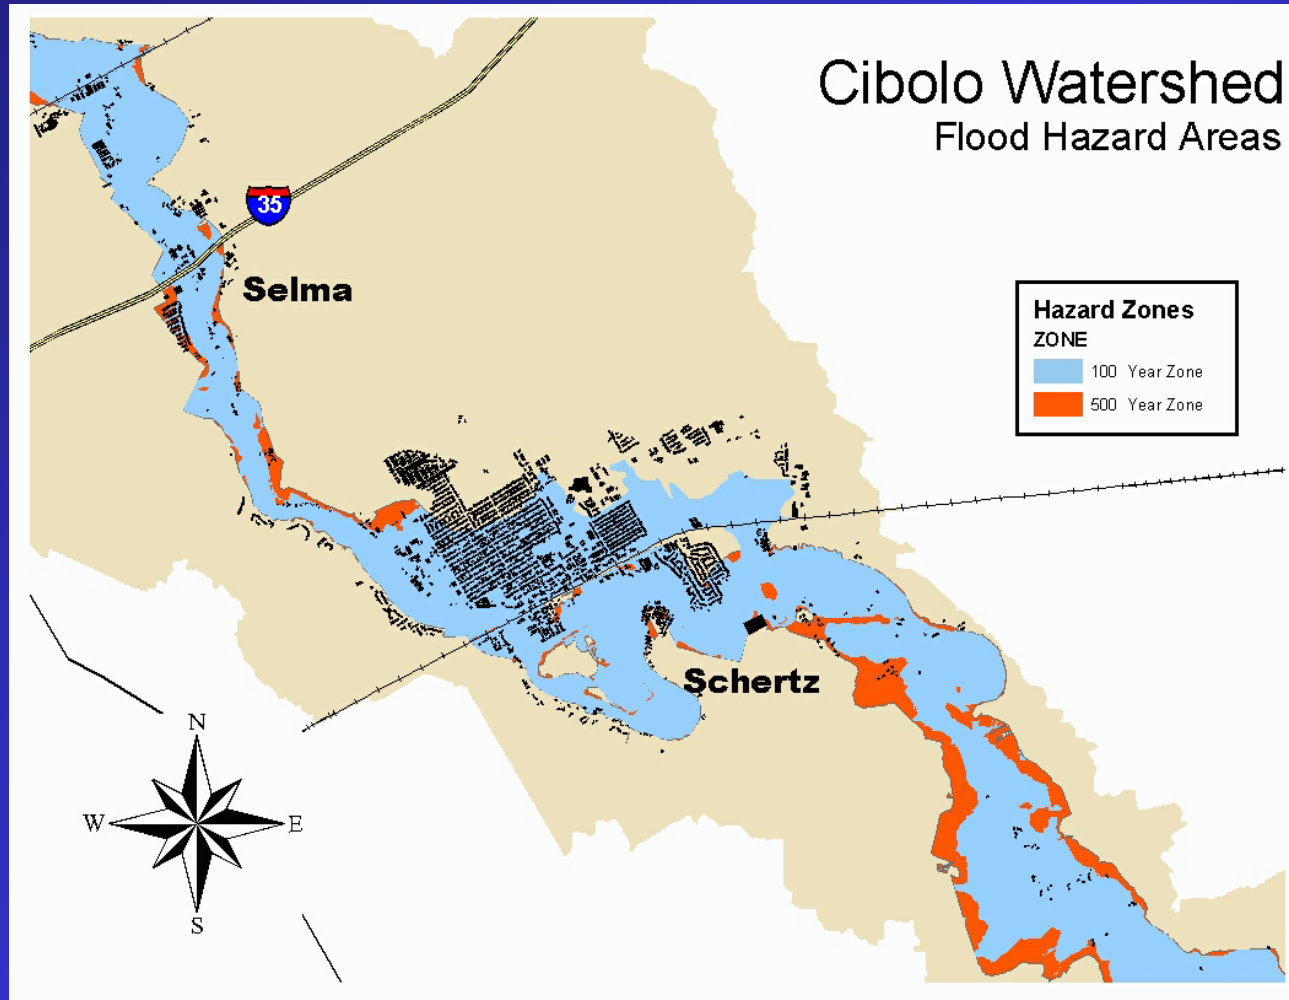 Cibolo Watershed
Flood Hazard Areas
35
Selma
Hazard Zones
ZONE
100 Year Zone
500 Year Zone
Schertz
N
W E
S